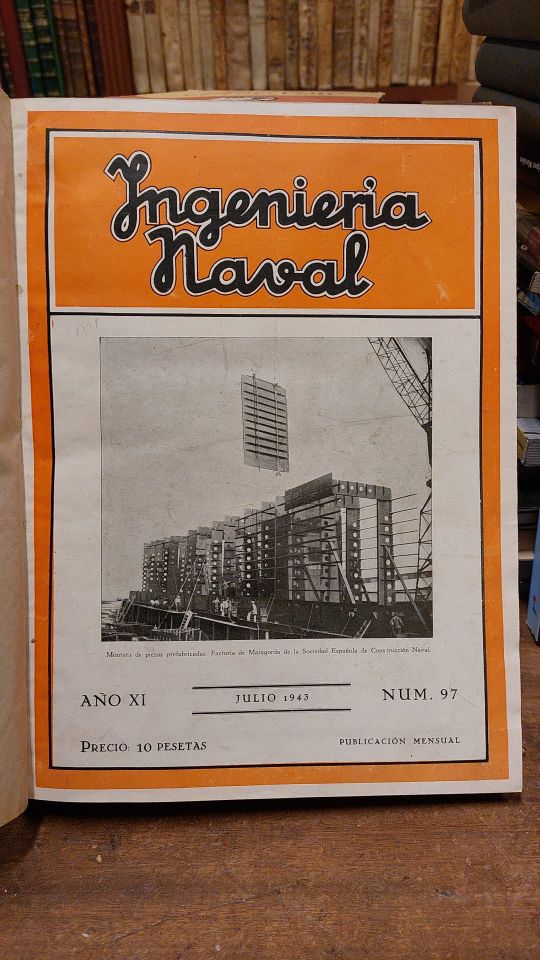 Ingeniería
Naval
1941
Montura de piezas prefabricadas. Factoría de Matagorda de la Sociedad Española de Construcción Naval.
AÑO XI
JULIO 1943
NUM. 97
PRECIO: 10 PESETAS
PUBLICACIÓN MENSUAL